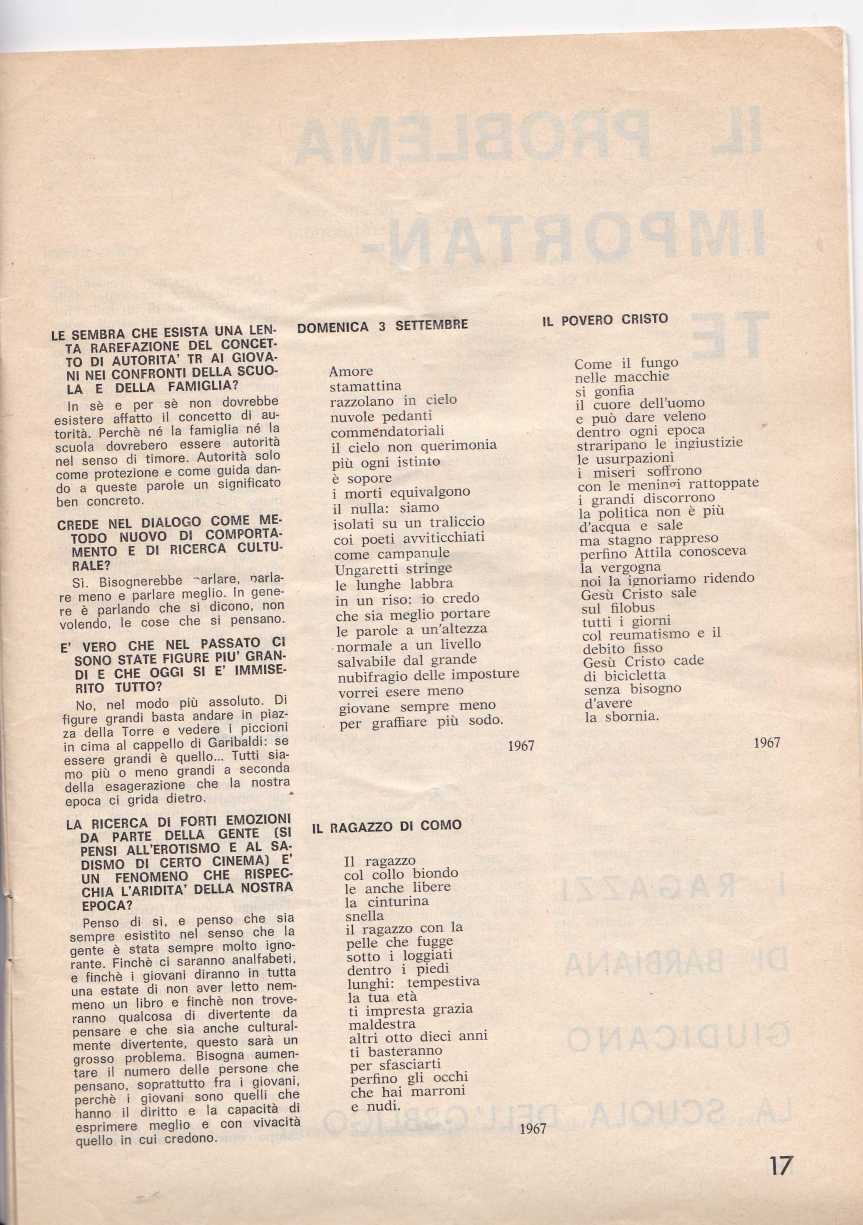 LE SEMBRA CHE ESISTA UNA LEN-
TA RAREFAZIONE DEL CONCET-
TO DI AUTORITA' TR AI GIOVA-
NI NEI CONFRONTI DELLA SCUO-
LA E DELLA FAMIGLIA?
In sè e per sè non dovrebbe
esistere affatto il concetto di au-
torità. Perchè né la famiglia né la
scuola dovrebero essere autorità
nel senso di timore. Autorità solo
come protezione e come guida dan-
do a queste parole un significato
ben concreto.
CREDE NEL DIALOGO COME ME-
TODO NUOVO DI COMPORTA-
MENTO E DI RICERCA CULTU-
RALE?
Sì. Bisognerebbe parlare, parla-
re meno e parlare meglio. In gene-
re è parlando che si dicono, non
volendo, le cose che si pensano.
E' VERO CHE NEL PASSATO CI
SONO STATE FIGURE PIU' GRAN-
DI E CHE OGGI SI E' IMMISE-
RITO TUTTO?
No, nel modo più assoluto. Di
figure grandi basta andare in piaz-
za della Torre e vedere i piccioni
in cima al cappello di Garibaldi: se
essere grandi è quello... Tutti sia-
mo più o meno grandi a seconda
della esagerazione che la nostra
epoca ci grida dietro.
LA RICERCA DI FORTI EMOZIONI
DA PARTE DELLA GENTE (SI
PENSI ALL'EROTISMO E AL SA-
DISMO DI CERTO CINEMA) E'
UN FENOMENO CHE RISPEC-
CHIA L'ARIDITA' DELLA NOSTRA
EPOCA?
Penso di sì, e penso che sia
sempre esistito nel senso che la
gente è stata sempre molto igno-
rante. Finchè ci saranno analfabeti,
e finchè i giovani diranno in tutta
una estate di non aver letto nem-
meno un libro e finchè non trove-
ranno qualcosa di divertente da
pensare e che sia anche cultural-
mente divertente, questo sarà un
grosso problema. Bisogna aumen-
tare il numero delle persone che
pensano, soprattutto fra i giovani,
perchè i giovani sono quelli che
hanno il diritto e la capacità di
esprimere meglio e con vivacità
quello in cui credono.
DOMENICA 3 SETTEMBRE
Amore
stamattina
razzolano in cielo
nuvole pedanti
commendatoriali
il cielo non querimonia
più ogni istinto
è sopore
i morti equivalgono
il nulla: siamo
isolati su un traliccio
coi poeti avviticchiati
come campanule
Ungaretti stringe
le lunghe labbra
in un riso: io credo
che sia meglio portare
le parole a un'altezza
normale a un livello
salvabile dal grande
nubifragio delle imposture
vorrei esere meno
giovane sempre meno
per graffiare più sodo.
1967
IL RAGAZZO DI COMO
Il ragazzo
col collo biondo
le anche libere
la cinturina
snella
il ragazzo con la
pelle che fugge
sotto i loggiati
dentro i piedi
lunghi: tempestiva
la tua età
ti impresta grazia
maldestra
altri otto dieci anni
ti basteranno
per sfasciarti
perfino gli occhi
che hai marroni
e nudi.
1967
IL POVERO CRISTO
Come il fungo
nelle macchie
si gonfia
il cuore dell'uomo
e può dare veleno
dentro ogni epoca
straripano le ingiustizie
le usurpazioni
i miseri soffrono
con le meningi rattoppate
i grandi discorrono
la politica non è più
d'acqua e sale
ma stagno rappreso
perfino Attila conosceva
la vergogna
noi la ignoriamo ridendo
Gesù Cristo sale
sul filobus
tutti i giorni
col reumatismo e il
debito fisso
Gesù Cristo cade
di bicicletta
senza bisogno
d'avere
la sbornia.
1967
17